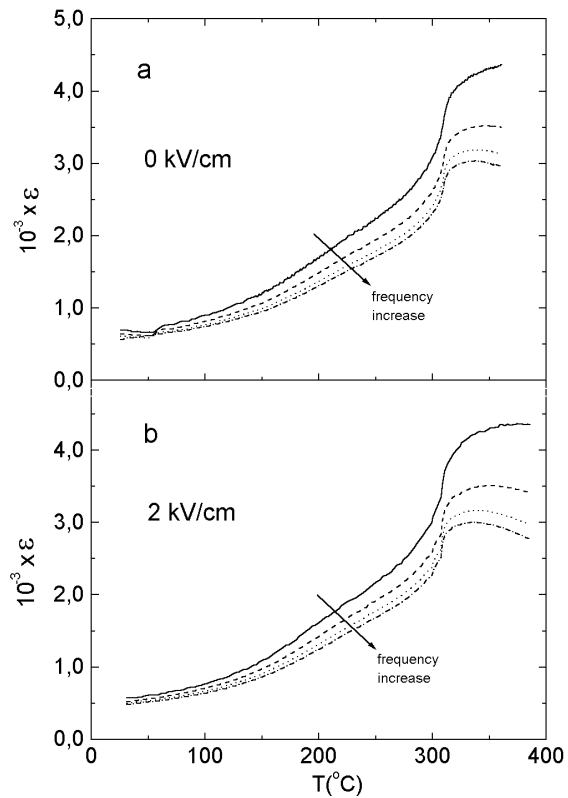 5,0
a
4,0
0 kV/cm
3,0
10⁻³ x ε
2,0
frequency
increase
1,0
0,0
b
4,0
2 kV/cm
3,0
10⁻³ x ε
2,0
frequency
increase
1,0
0,0
0 100 200 300 400
T(°C)